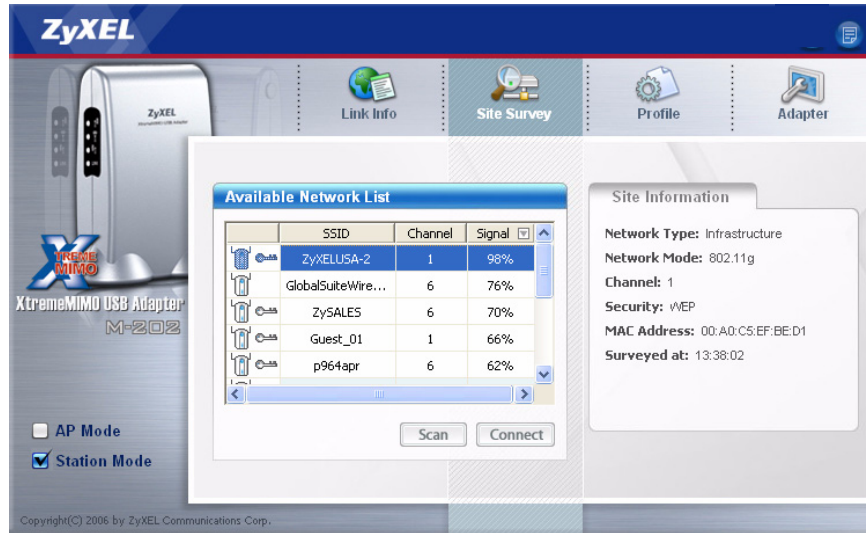 ZyXEL
ZyXEL
Link Info
Site Survey
Profile
Adapter
Available Network List
SSID Channel Signal
ZyXELUSA-2 1 98%
GlobalSuiteWire... 6 76%
ZySALES 6 70%
Guest_01 1 66%
p964apr 6 62%
Scan
Connect
Site Information
Network Type: Infrastructure
Network Mode: 802.11g
Channel: 1
Security: WEP
MAC Address: 00:A0:C5:EF:BE:D1
Surveyed at: 13:38:02
XTREME
MIMO
XtremeMIMO USB Adapter
M-202
AP Mode
Station Mode
Copyright(C) 2006 by ZyXEL Communications Corp.